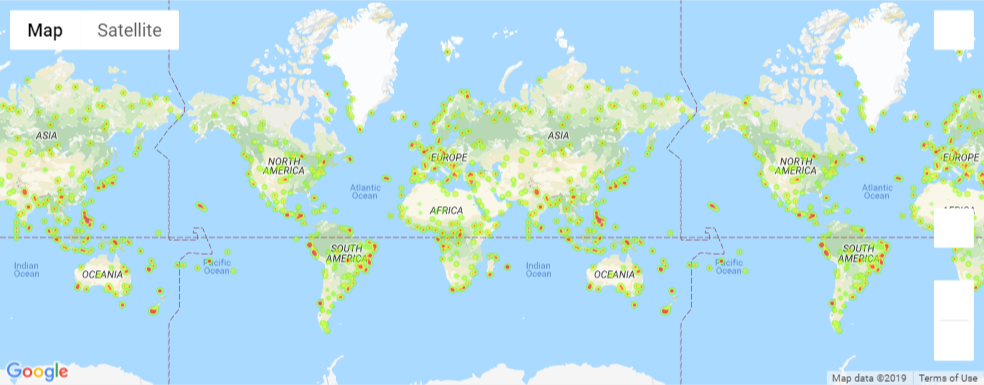 Map Satellite
ASIA
NORTH
AMERICA
EUROPE
ASIA
NORTH
AMERICA
EUROPE
Atlantic
Ocean
Atlantic
Ocean
AFRICA
SOUTH
AMERICA
SOUTH
AMERICA
Indian
Ocean
OCEANIA
Pacific
Ocean
Indian
Ocean
OCEANIA
Pacific
Ocean
Google
Map data ©2019 Terms of Use